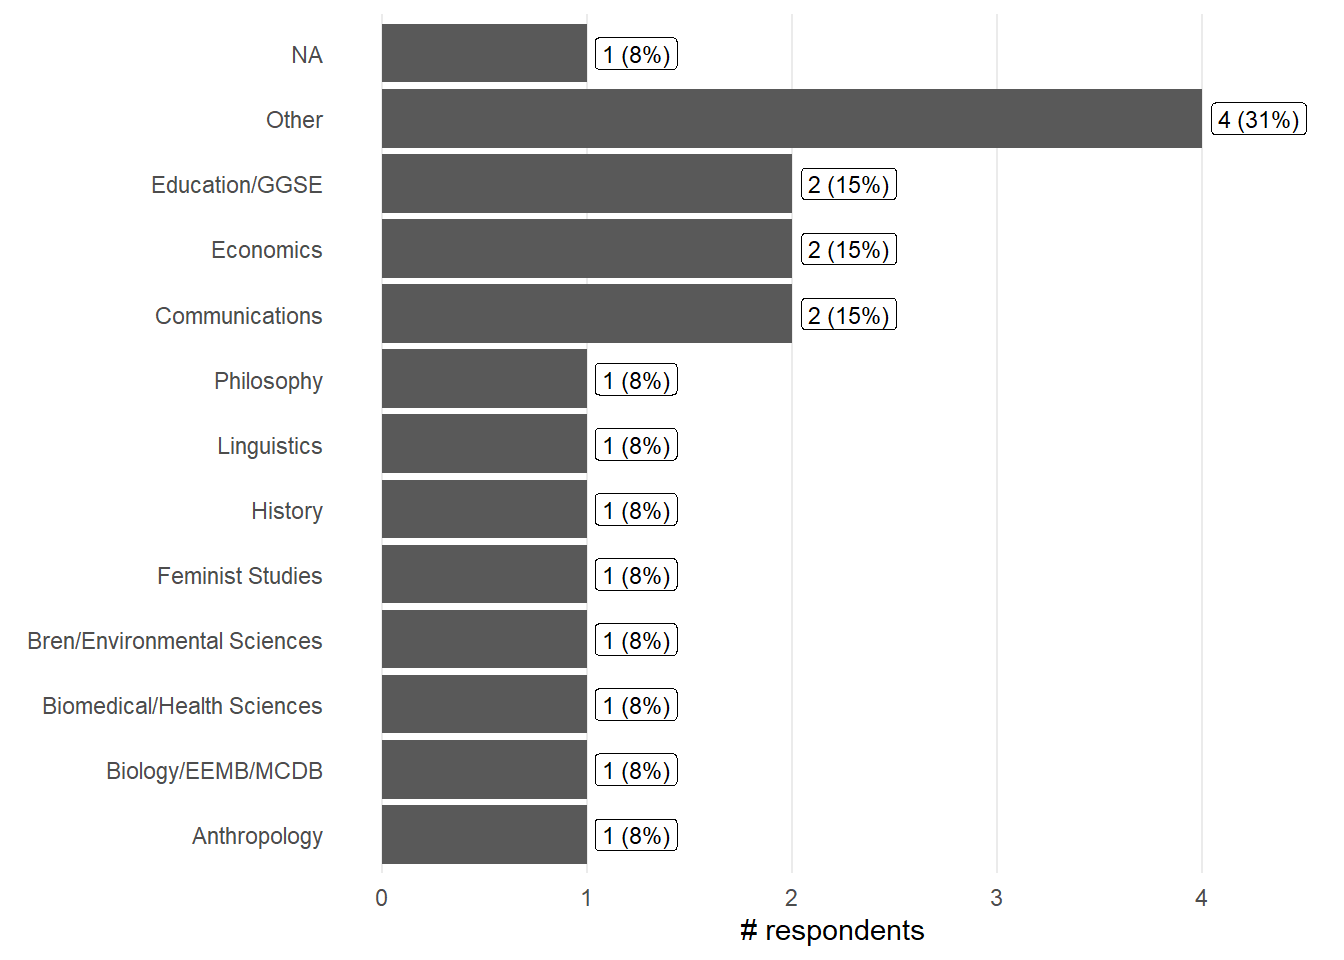 NA 1 (8%)
Other 4 (31%)
Education/GGSE 2 (15%)
Economics 2 (15%)
Communications 2 (15%)
Philosophy 1 (8%)
Linguistics 1 (8%)
History 1 (8%)
Feminist Studies 1 (8%)
Bren/Environmental Sciences 1 (8%)
Biomedical/Health Sciences 1 (8%)
Biology/EEMB/MCDB 1 (8%)
Anthropology 1 (8%)
0 1 2 3 4
# respondents